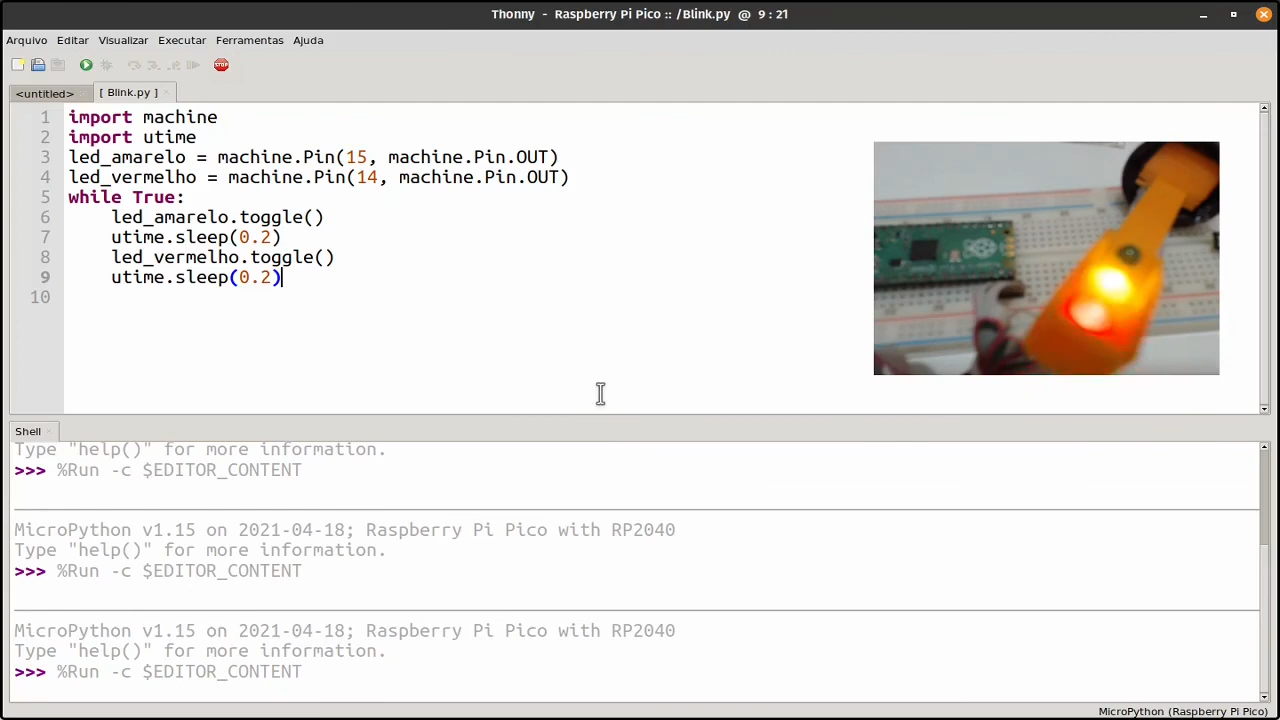 Thonny - Raspberry Pi Pico :: /Blink.py @ 9 : 21
Arquivo Editar Visualizar Executar Ferramentas Ajuda
STOP
<untitled> [ Blink.py ]
1 import machine
2 import utime
3 led_amarelo = machine.Pin(15, machine.Pin.OUT)
4 led_vermelho = machine.Pin(14, machine.Pin.OUT)
5 while True:
6 led_amarelo.toggle()
7 utime.sleep(0.2)
8 led_vermelho.toggle()
9 utime.sleep(0.2)
10
Shell
Type "help()" for more information.
>>> %Run -c $EDITOR_CONTENT
MicroPython v1.15 on 2021-04-18; Raspberry Pi Pico with RP2040
Type "help()" for more information.
>>> %Run -c $EDITOR_CONTENT
MicroPython v1.15 on 2021-04-18; Raspberry Pi Pico with RP2040
Type "help()" for more information.
>>> %Run -c $EDITOR_CONTENT
MicroPython (Raspberry Pi Pico)